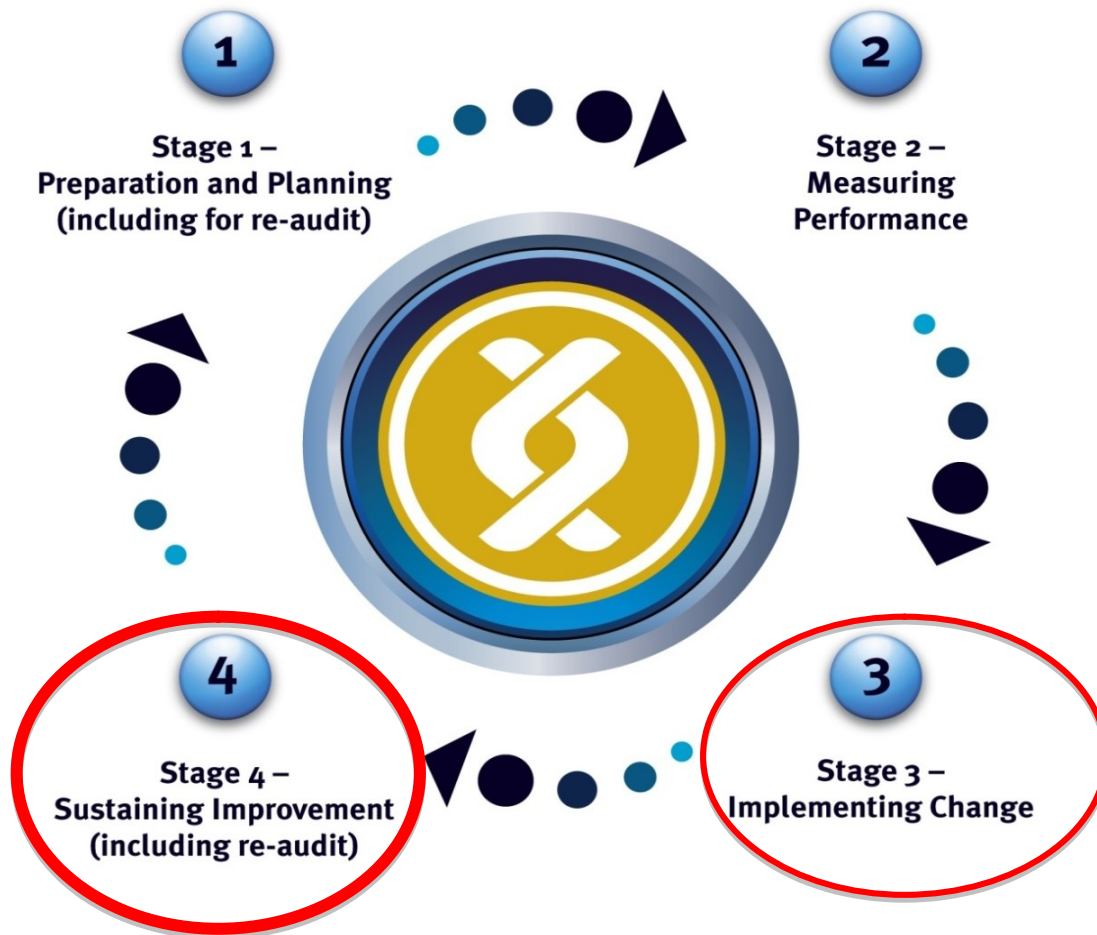 1
Stage 1 –
Preparation and Planning
(including for re-audit)
2
Stage 2 –
Measuring
Performance
4
Stage 4 –
Sustaining Improvement
(including re-audit)
3
Stage 3 –
Implementing Change